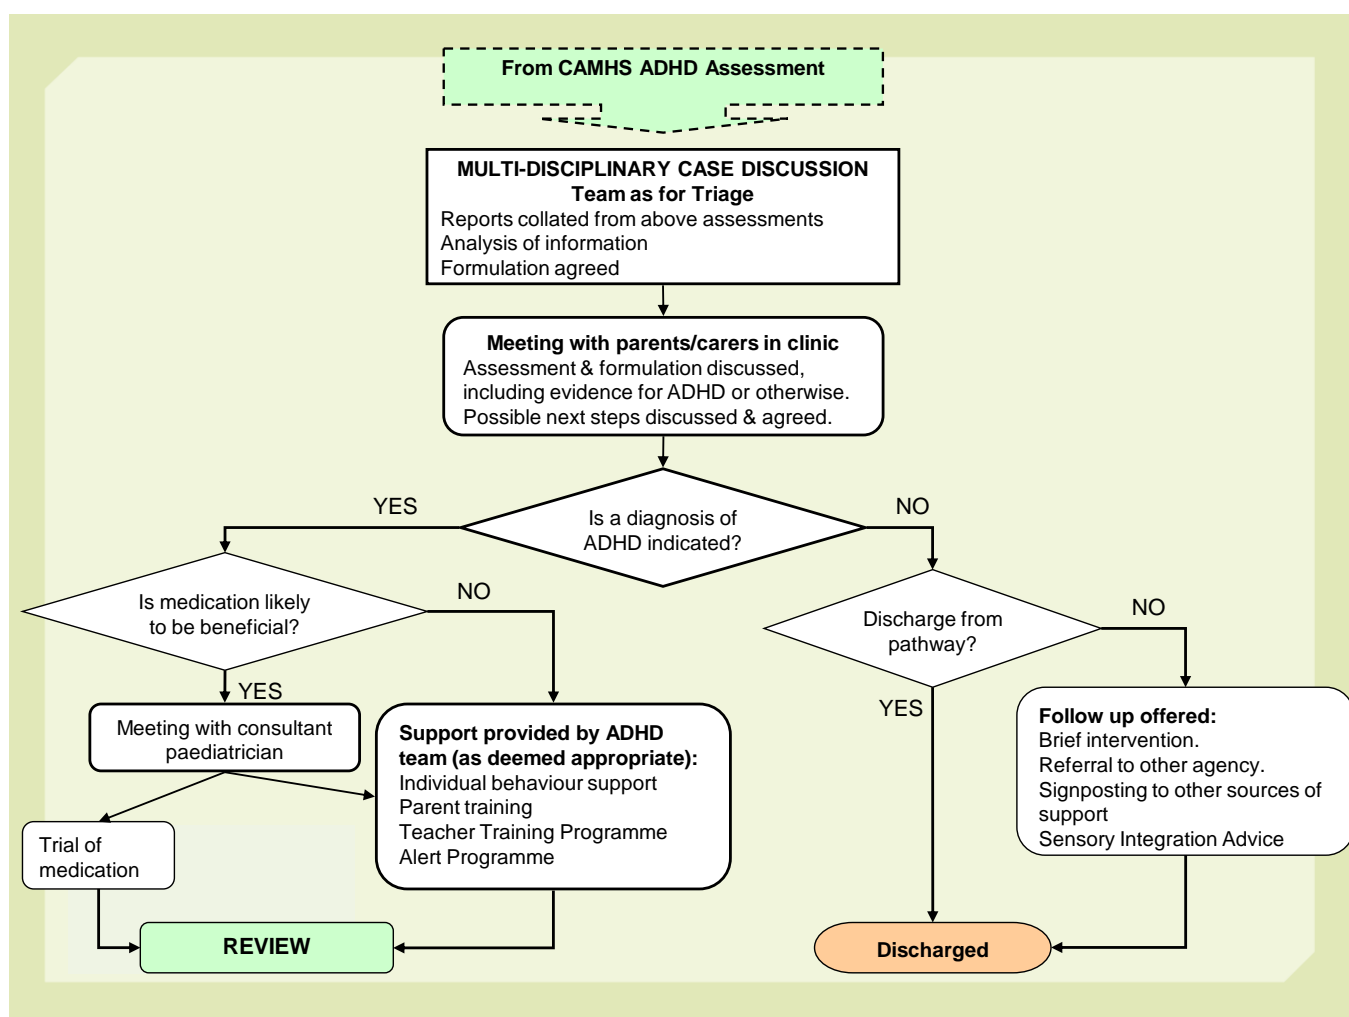 From CAMHS ADHD Assessment
MULTI-DISCIPLINARY CASE DISCUSSION
Team as for Triage
Reports collated from above assessments
Analysis of information
Formulation agreed
Meeting with parents/carers in clinic
Assessment & formulation discussed,
including evidence for ADHD or otherwise.
Possible next steps discussed & agreed.
Is a diagnosis of
ADHD indicated?
YES
NO
Is medication likely
to be beneficial?
NO
YES
Discharge from
pathway?
NO
YES
Meeting with consultant
paediatrician
Support provided by ADHD
team (as deemed appropriate):
Individual behaviour support
Parent training
Teacher Training Programme
Alert Programme
Follow up offered:
Brief intervention.
Referral to other agency.
Signposting to other sources of
support
Sensory Integration Advice
Trial of
medication
REVIEW
Discharged